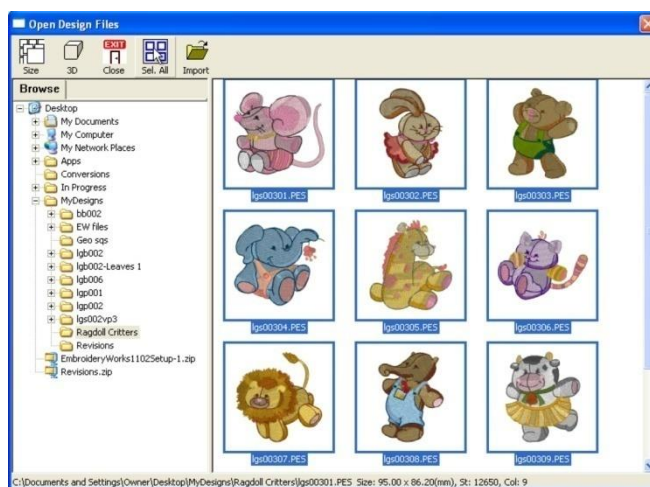 Open Design Files
EXIT
Size 3D Close Sel. All Import
Browse
Desktop
My Documents
My Computer
My Network Places
Apps
Conversions
In Progress
MyDesigns
bb002
EW files
Geo sqs
lgb002
lgb002-Leaves 1
lgb006
lgp001
lgp002
lgs002vp3
Ragdoll Critters
Revisions
EmbroideryWorks1102Setup-1.zip
Revisions.zip
lgs00301.PES lgs00302.PES lgs00303.PES
lgs00304.PES lgs00305.PES lgs00306.PES
lgs00307.PES lgs00308.PES lgs00309.PES
C:\Documents and Settings\Owner\Desktop\MyDesigns\Ragdoll Critters\lgs00301.PES Size: 95.00 x 86.20(mm), St: 12650, Col: 9